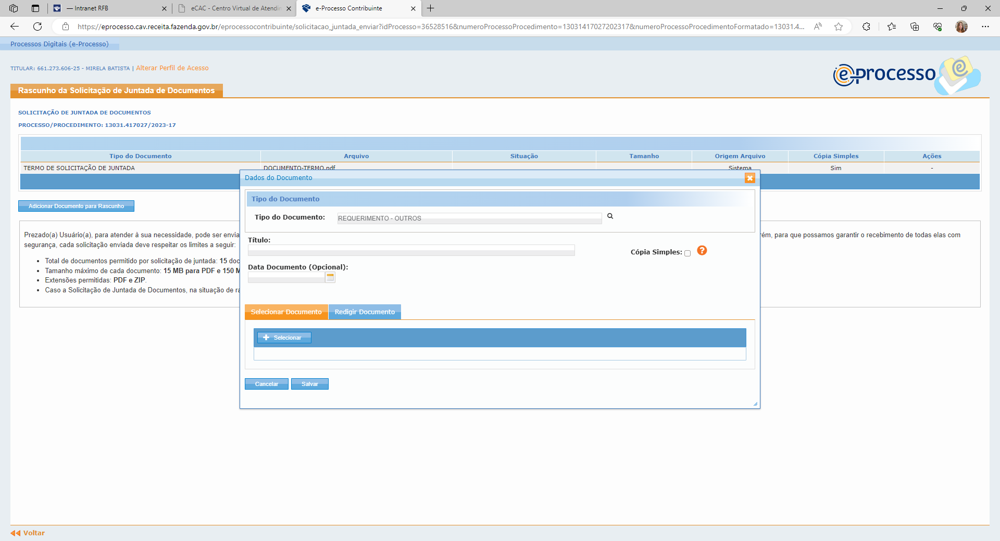 — Intranet RFB
eCAC - Centro Virtual de Atendin
e-Processo Contribuinte
https://eprocesso.cav.receita.fazenda.gov.br/eprocessocontribuinte/solicitacao_juntada_enviar?idProcesso=36528516&numeroProcessoProcedimento=13031417027202317&numeroProcessoProcedimentoFormatado=13031.4...
Processos Digitais (e-Processo)
TITULAR: 661.273.606-25 - MIRELA BATISTA | Alterar Perfil de Acesso
e-processo
Rascunho da Solicitação de Juntada de Documentos
SOLICITAÇÃO DE JUNTADA DE DOCUMENTOS
PROCESSO/PROCEDIMENTO: 13031.417027/2023-17
Tipo do Documento Arquivo Situação Tamanho Origem Arquivo Cópia Simples Ações
TERMO DE SOLICITAÇÃO DE JUNTADA DOCUMENTO-TERMO.pdf Sistema Sim -
Adicionar Documento para Rascunho
Prezado(a) Usuário(a), para atender à sua necessidade, pode ser envia
rém, para que possamos garantir o recebimento de todas elas com
segurança, cada solicitação enviada deve respeitar os limites a seguir:
• Total de documentos permitido por solicitação de juntada: 15 doc
• Tamanho máximo de cada documento: 15 MB para PDF e 150 M
• Extensões permitidas: PDF e ZIP.
• Caso a Solicitação de Juntada de Documentos, na situação de ra
Dados do Documento
Tipo do Documento
Tipo do Documento: REQUERIMENTO - OUTROS
Título:
Cópia Simples: ?
Data Documento (Opcional):
Selecionar Documento Redigir Documento
+ Selecionar
Cancelar Salvar
Voltar